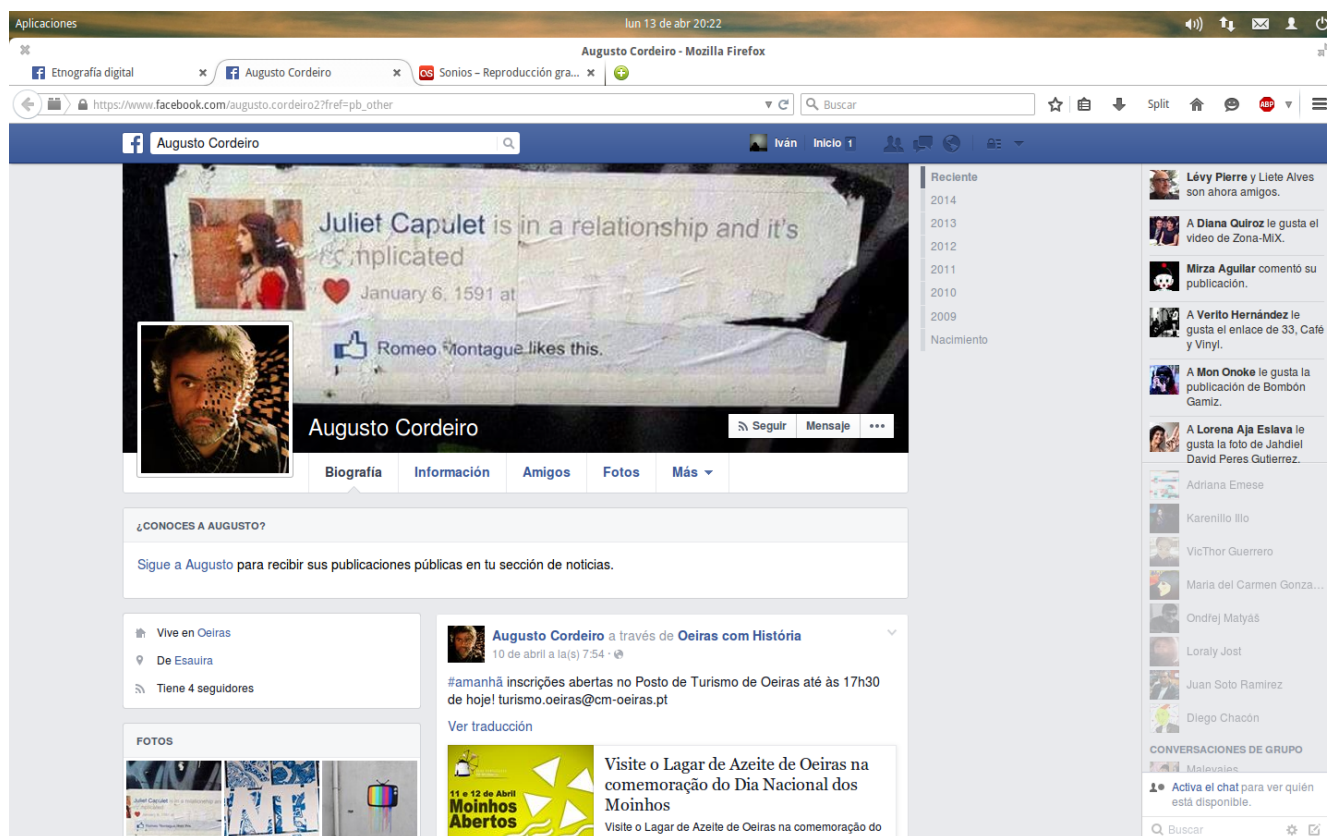 Aplicaciones
lun 13 de abr 20:22
Augusto Cordeiro - Mozilla Firefox
Etnografía digital
Augusto Cordeiro
Sonios – Reproducción gra...
https://www.facebook.com/augusto.cordeiro2?fref=pb_other
Buscar
Split
ABP
Augusto Cordeiro
Iván
Inicio 1
Juliet Capulet is in a relationship and it's
complicated
January 6, 1591 at
Romeo Montague likes this.
Augusto Cordeiro
Seguir
Mensaje
Biografía
Información
Amigos
Fotos
Más
¿CONOCES A AUGUSTO?
Sigue a Augusto para recibir sus publicaciones públicas en tu sección de noticias.
Vive en Oeiras
De Esauira
Tiene 4 seguidores
FOTOS
Augusto Cordeiro a través de Oeiras com História
10 de abril a la(s) 7:54 ·
#amanhã inscrições abertas no Posto de Turismo de Oeiras até às 17h30
de hoje! turismo.oeiras@cm-oeiras.pt
Ver traducción
11 e 12 de Abril
Moinhos
Abertos
Visite o Lagar de Azeite de Oeiras na
comemoração do Dia Nacional dos
Moinhos
Visite o Lagar de Azeite de Oeiras na comemoração do
Reciente
2014
2013
2012
2011
2010
2009
Nacimiento
Lévy Pierre y Liete Alves
son ahora amigos.
A Diana Quiroz le gusta el
video de Zona-MiX.
Mirza Aguilar comentó su
publicación.
A Verito Hernández le
gusta el enlace de 33, Café
y Vinyl.
A Mon Onoke le gusta la
publicación de Bombón
Gamiz.
A Lorena Aja Eslava le
gusta la foto de Jahdiel
David Peres Gutierrez.
Adriana Emese
Karenillo Illo
VicThor Guerrero
Maria del Carmen Gonza...
Ondřej Matyáš
Loraly Jost
Juan Soto Ramirez
Diego Chacón
CONVERSACIONES DE GRUPO
Malevajes
Activa el chat para ver quién
está disponible.
Buscar